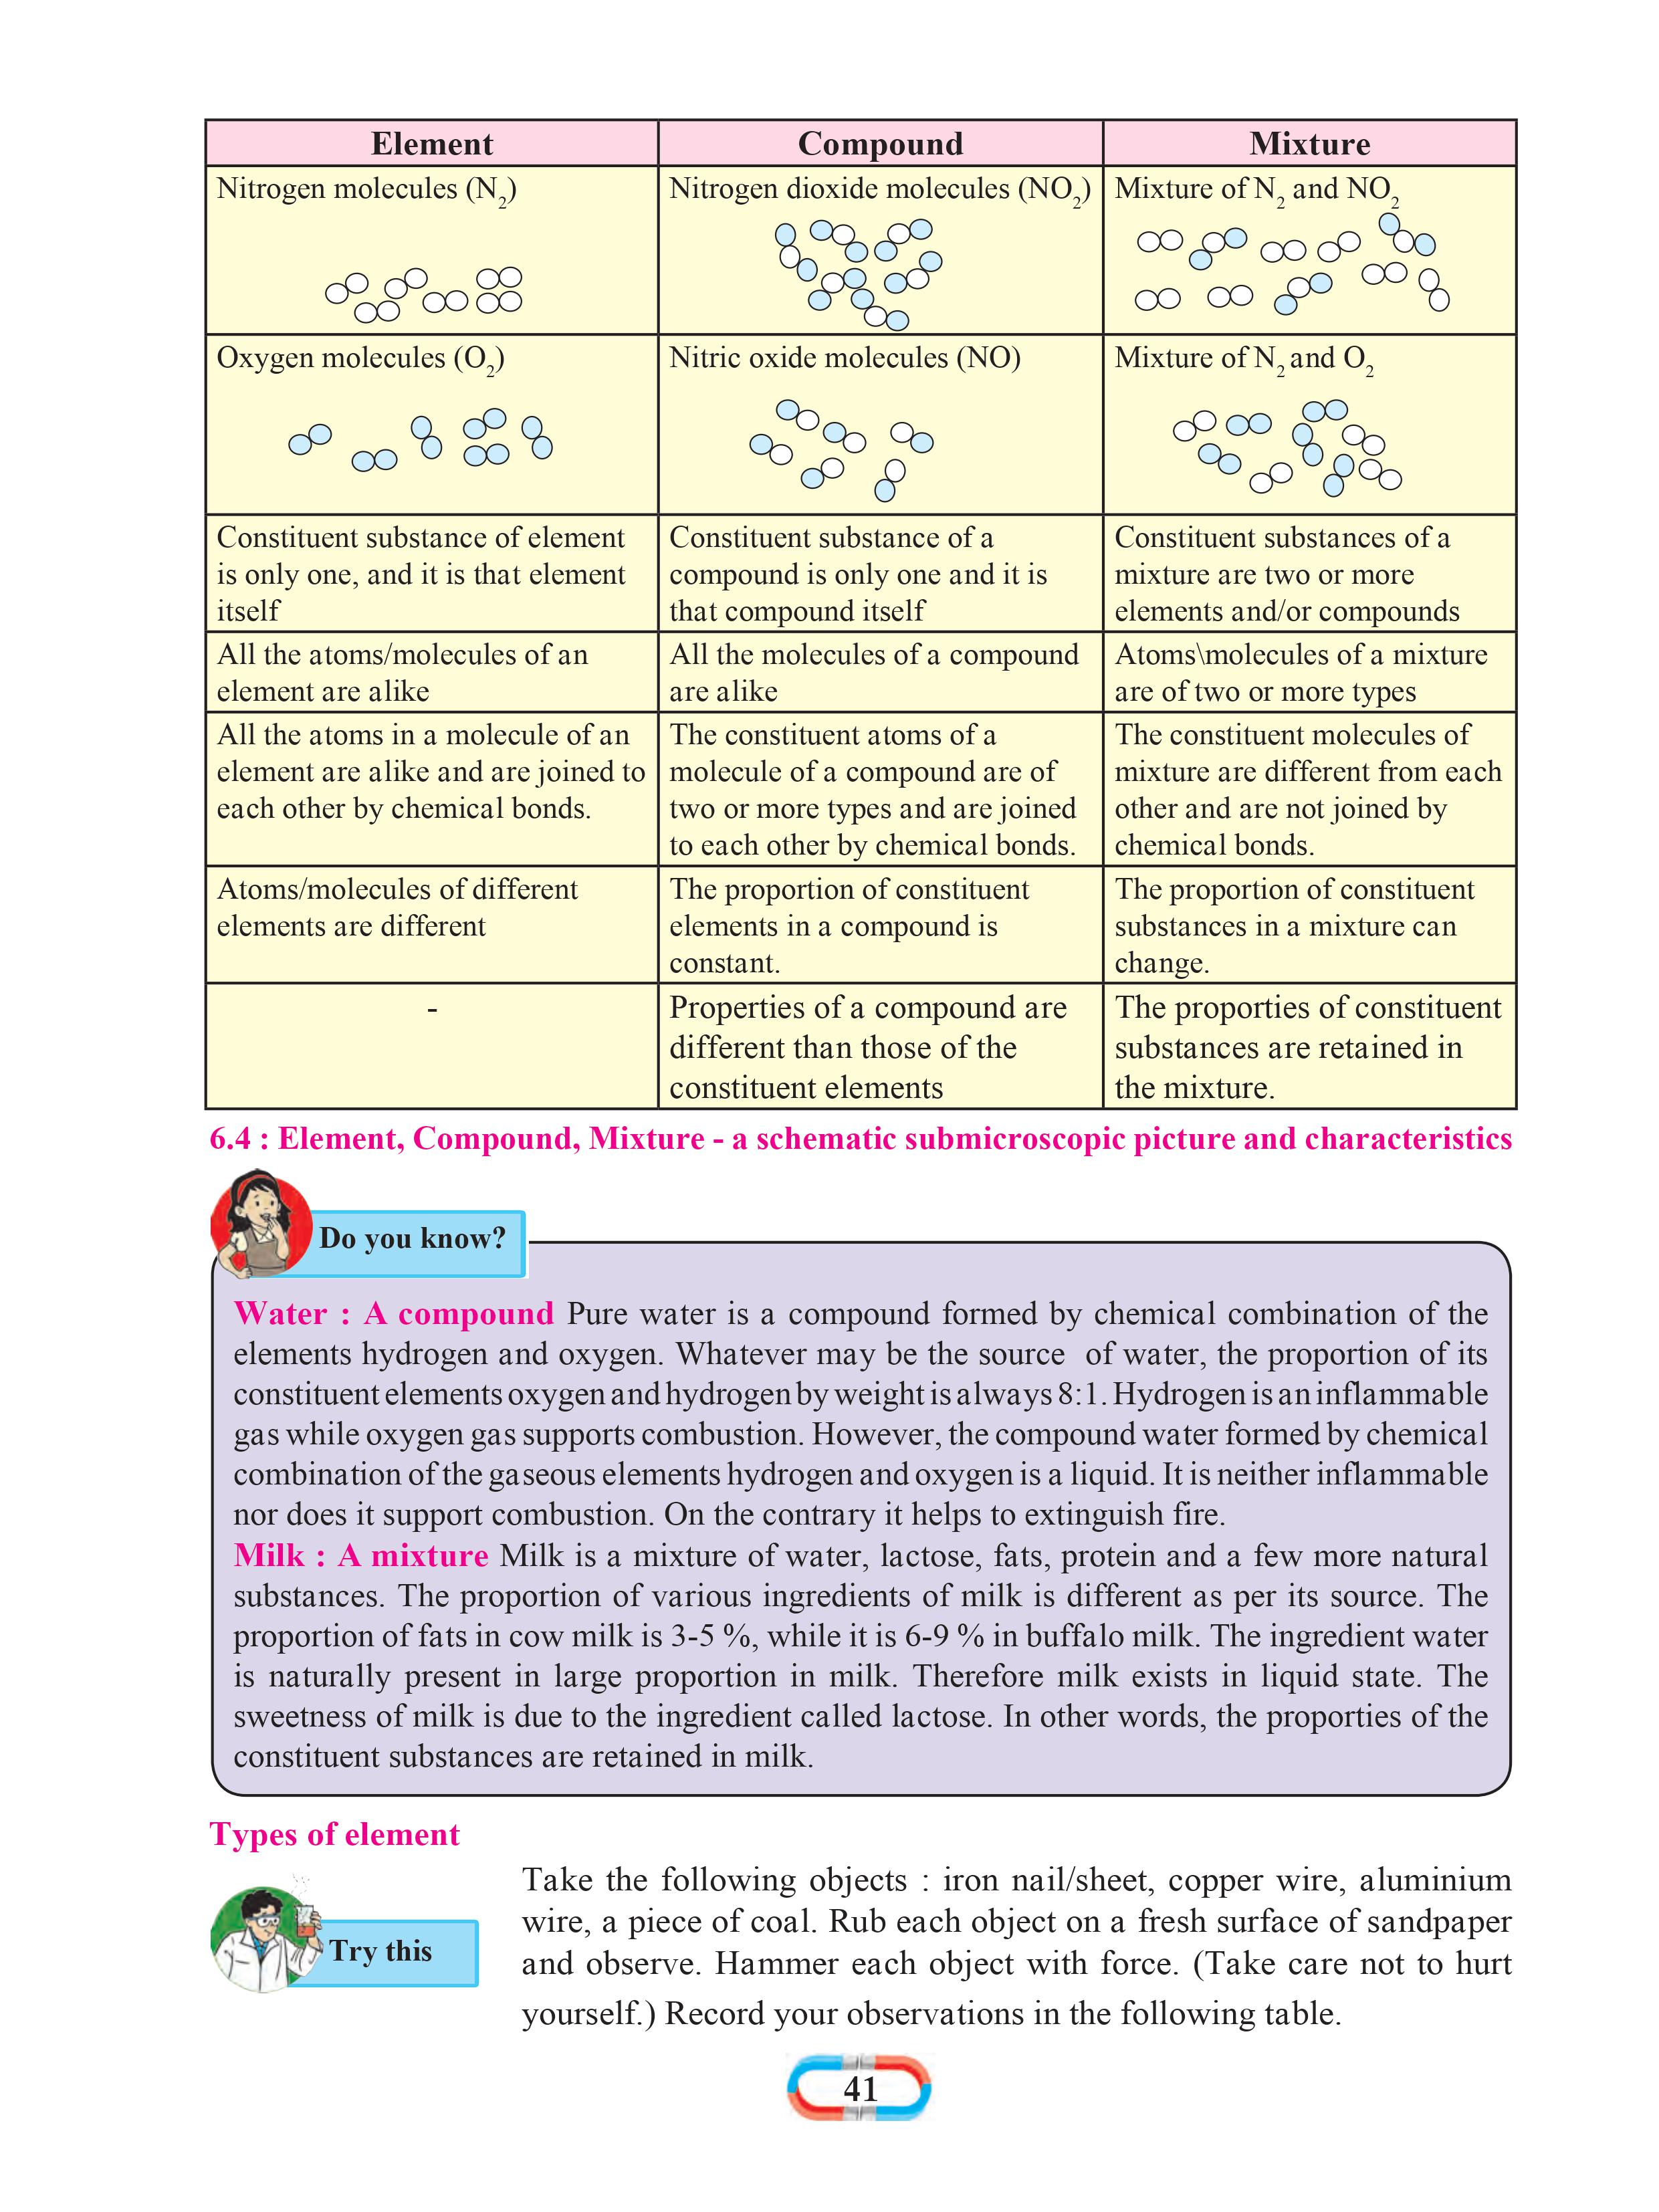 Element
Compound
Mixture
Nitrogen molecules (N₂)
Nitrogen dioxide molecules (NO₂)
Mixture of N₂ and NO₂
Oxygen molecules (O₂)
Nitric oxide molecules (NO)
Mixture of N₂ and O₂
Constituent substance of element
is only one, and it is that element
itself
Constituent substance of a
compound is only one and it is
that compound itself
Constituent substances of a
mixture are two or more
elements and/or compounds
All the atoms/molecules of an
element are alike
All the molecules of a compound
are alike
Atoms\molecules of a mixture
are of two or more types
All the atoms in a molecule of an
element are alike and are joined to
each other by chemical bonds.
The constituent atoms of a
molecule of a compound are of
two or more types and are joined
to each other by chemical bonds.
The constituent molecules of
mixture are different from each
other and are not joined by
chemical bonds.
Atoms/molecules of different
elements are different
The proportion of constituent
elements in a compound is
constant.
The proportion of constituent
substances in a mixture can
change.
-
Properties of a compound are
different than those of the
constituent elements
The proporties of constituent
substances are retained in
the mixture.
6.4 : Element, Compound, Mixture - a schematic submicroscopic picture and characteristics
Do you know?
Water : A compound Pure water is a compound formed by chemical combination of the
elements hydrogen and oxygen. Whatever may be the source of water, the proportion of its
constituent elements oxygen and hydrogen by weight is always 8:1. Hydrogen is an inflammable
gas while oxygen gas supports combustion. However, the compound water formed by chemical
combination of the gaseous elements hydrogen and oxygen is a liquid. It is neither inflammable
nor does it support combustion. On the contrary it helps to extinguish fire.
Milk : A mixture Milk is a mixture of water, lactose, fats, protein and a few more natural
substances. The proportion of various ingredients of milk is different as per its source. The
proportion of fats in cow milk is 3-5 %, while it is 6-9 % in buffalo milk. The ingredient water
is naturally present in large proportion in milk. Therefore milk exists in liquid state. The
sweetness of milk is due to the ingredient called lactose. In other words, the proporties of the
constituent substances are retained in milk.
Types of element
Try this
Take the following objects : iron nail/sheet, copper wire, aluminium
wire, a piece of coal. Rub each object on a fresh surface of sandpaper
and observe. Hammer each object with force. (Take care not to hurt
yourself.) Record your observations in the following table.
41